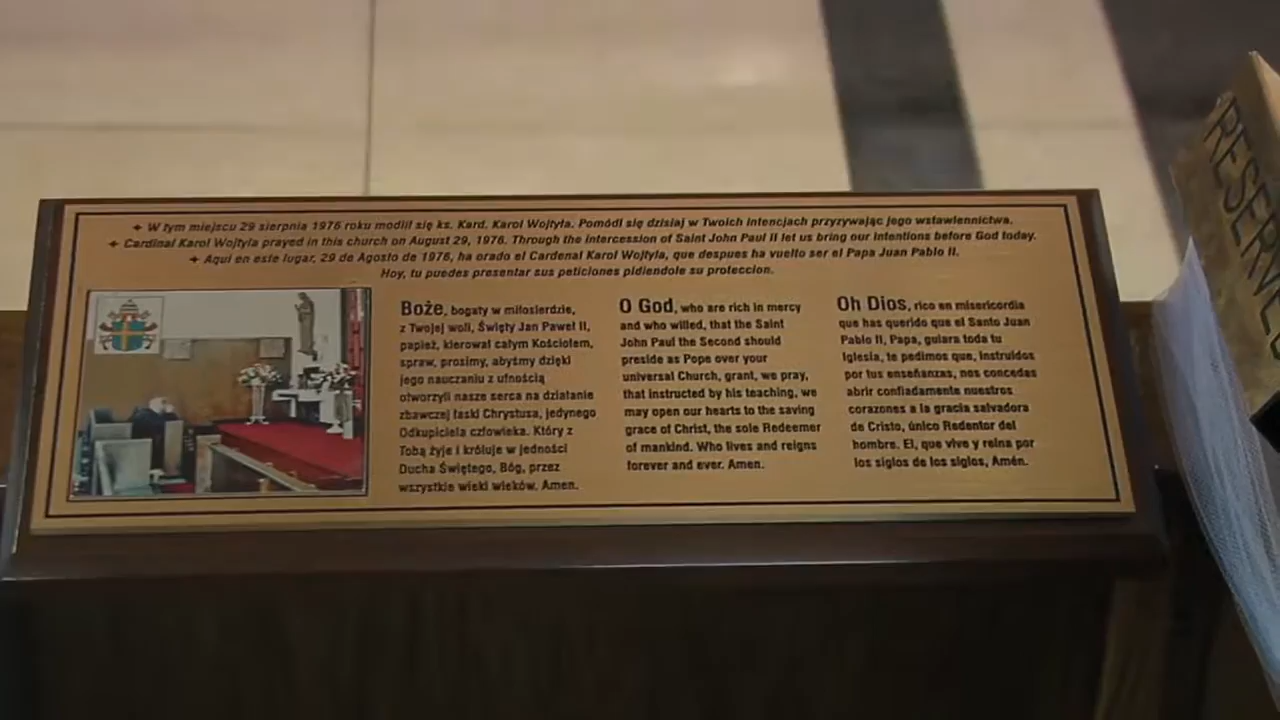 + W tym miejscu 29 sierpnia 1976 roku modlił się ks. Kard. Karol Wojtyła. Pomódl się dzisiaj w Twoich intencjach przyzywając jego wstawiennictwa.
+ Cardinal Karol Wojtyla prayed in this church on August 29, 1976. Through the intercession of Saint John Paul II let us bring our intentions before God today.
+ Aqui en este lugar, 29 de Agosto de 1976, ha orado el Cardenal Karol Wojtyla, que despues ha vuelto ser el Papa Juan Pablo II.
Hoy, tu puedes presentar sus peticiones pidiendole su proteccion.
Boże, bogaty w miłosierdzie,
z Twojej woli, Święty Jan Paweł II,
papież, kierował całym Kościołem,
spraw, prosimy, abyśmy dzięki
jego nauczaniu z ufnością
otworzyli nasze serca na działanie
zbawczej łaski Chrystusa, jedynego
Odkupiciela człowieka. Który z
Tobą żyje i króluje w jedności
Ducha Świętego, Bóg, przez
wszystkie wieki wieków. Amen.
O God, who are rich in mercy
and who willed, that the Saint
John Paul the Second should
preside as Pope over your
universal Church, grant, we pray,
that instructed by his teaching, we
may open our hearts to the saving
grace of Christ, the sole Redeemer
of mankind. Who lives and reigns
forever and ever. Amen.
Oh Dios, rico en misericordia
que has querido que el Santo Juan
Pablo II, Papa, guiara toda tu
Iglesia, te pedimos que, instruidos
por tus enseñanzas, nos concedas
abrir confiadamente nuestros
corazones a la gracia salvadora
de Cristo, único Redentor del
hombre. El, que vive y reina por
los siglos de los siglos, Amén.